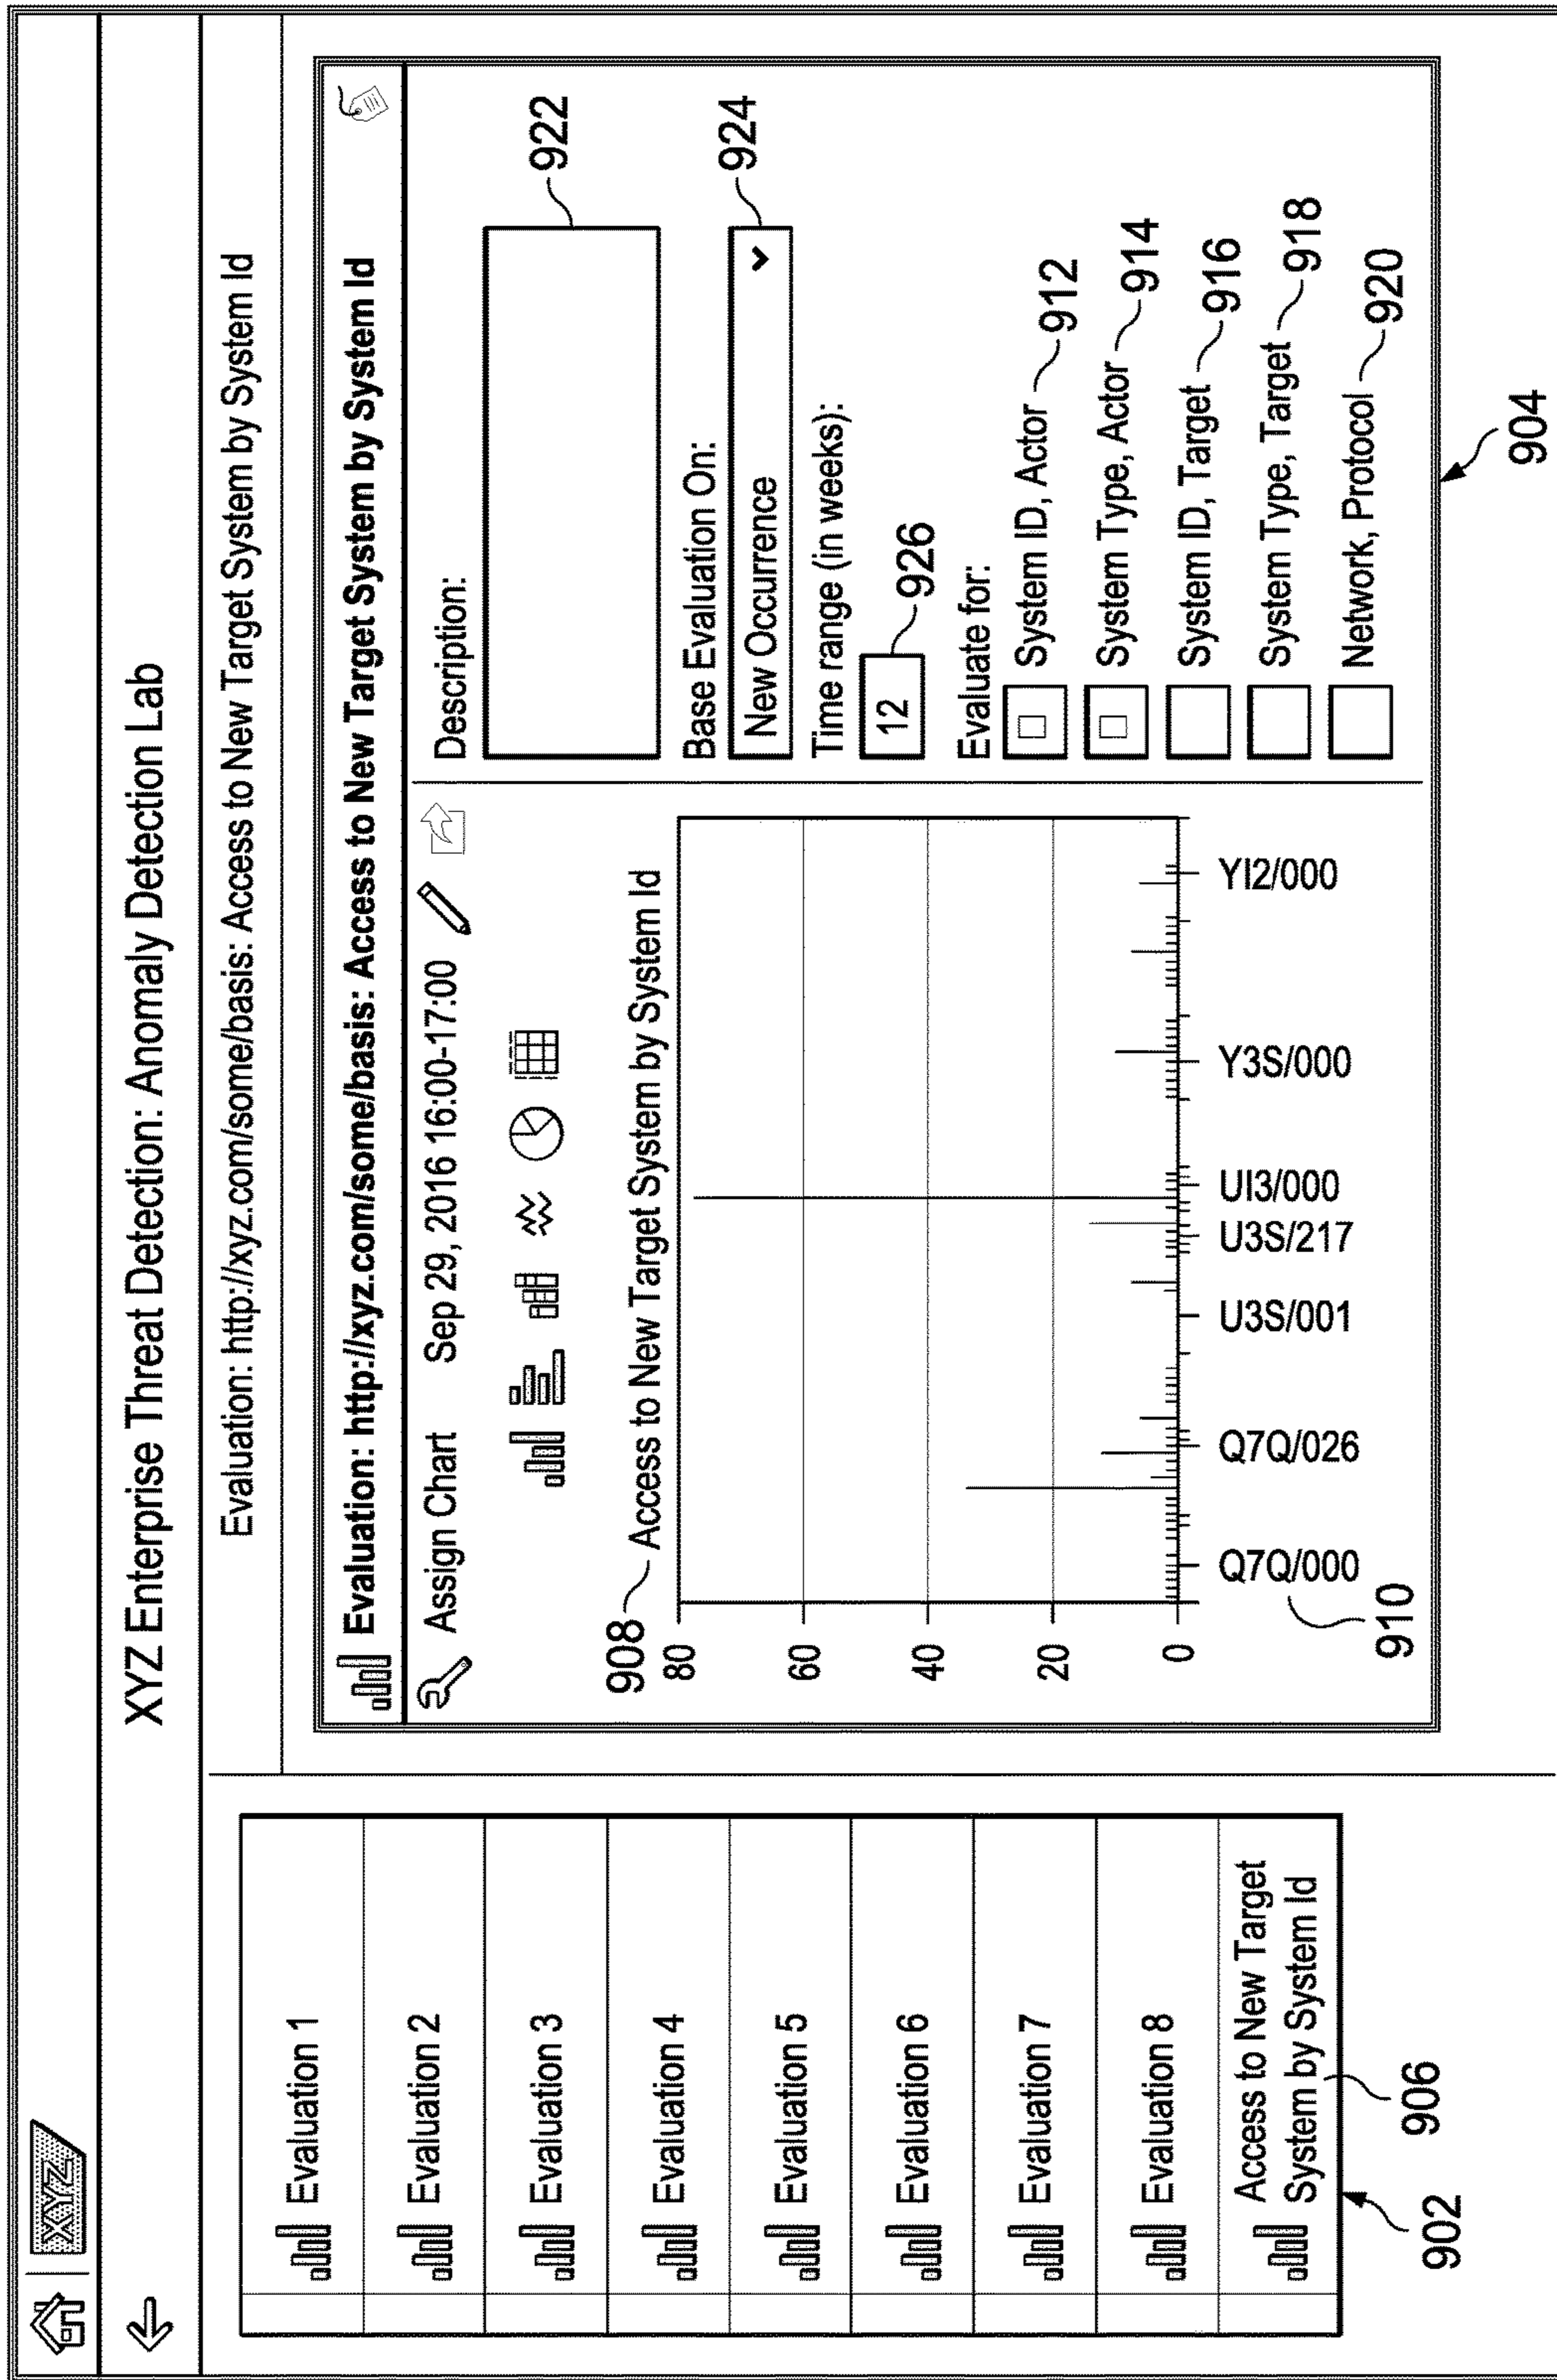 XYZ
XYZ Enterprise Threat Detection: Anomaly Detection Lab
Evaluation: http://xyz.com/some/basis: Access to New Target System by System Id
Evaluation 1
Evaluation 2
Evaluation 3
Evaluation 4
Evaluation 5
Evaluation 6
Evaluation 7
Evaluation 8
Access to New Target
System by System Id
906
902
Evaluation: http://xyz.com/some/basis: Access to New Target System by System Id
Assign Chart Sep 29, 2016 16:00-17:00
908 Access to New Target System by System Id
80
60
40
20
0
Q7Q/000 Q7Q/026 U3S/001 U3S/217 UI3/000 Y3S/000 YI2/000
910
Description:
922
Base Evaluation On:
New Occurrence 924
Time range (in weeks):
12 926
Evaluate for:
System ID, Actor 912
System Type, Actor 914
System ID, Target 916
System Type, Target 918
Network, Protocol 920
904